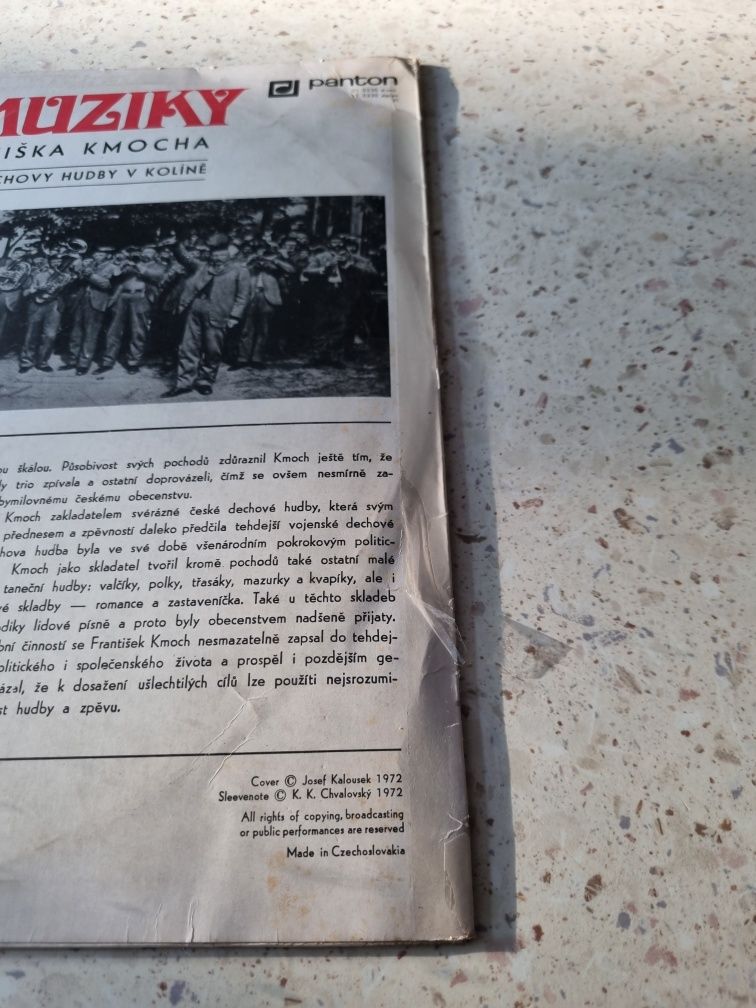 panton
MUZIKY
IŠKA KMOCHA
CHOVY HUDBY V KOLÍNĚ
ou škálou. Působivost svých pochodů zdůraznil Kmoch ještě tím, že
ly trio zpívala a ostatní doprovázeli, čímž se ovšem nesmírně za-
bymilovnému českému obecenstvu.
Kmoch zakladatelem svérázné české dechové hudby, která svým
přednesem a zpěvností daleko předčila tehdejší vojenské dechové
chova hudba byla ve své době všenárodním pokrokovým politic-
Kmoch jako skladatel tvořil kromě pochodů také ostatní malé
taneční hudby: valčíky, polky, třasáky, mazurky a kvapíky, ale i
vé skladby — romance a zastaveníčka. Také u těchto skladeb
odiky lidové písně a proto byly obecenstvem nadšeně přijaty.
bní činností se František Kmoch nesmazatelně zapsal do tehdej-
olitického i společenského života a prospěl i pozdějším ge-
ázal, že k dosažení ušlechtilých cílů lze použíti nejsrozumi-
st hudby a zpěvu.
Cover © Josef Kalousek 1972
Sleevenote © K. K. Chvalovský 1972
All rights of copying, broadcasting
or public performances are reserved
Made in Czechoslovakia